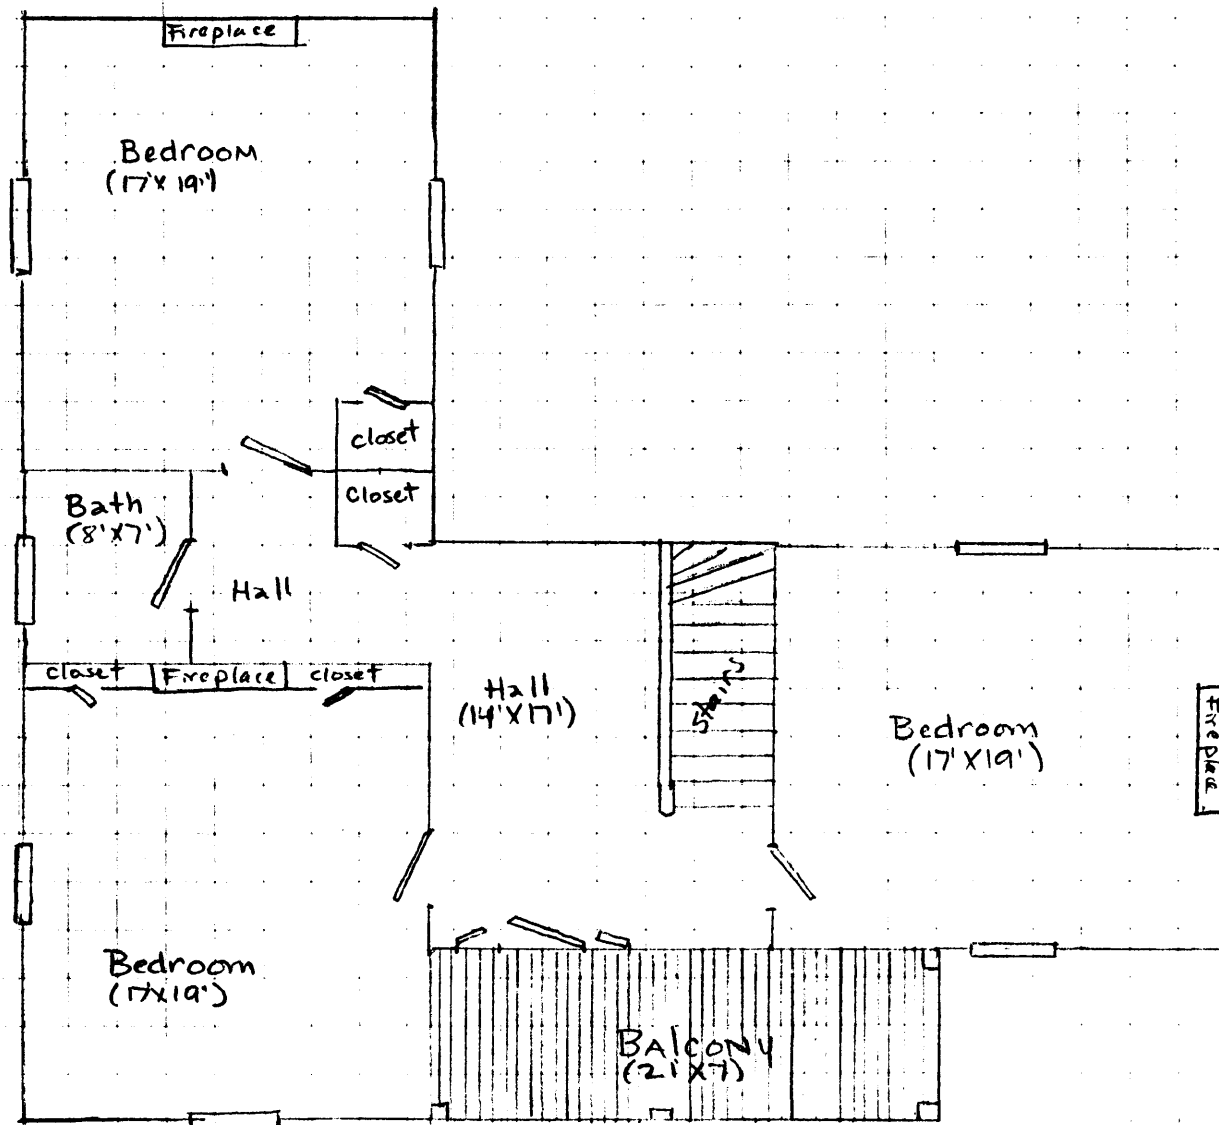 Fireplace
Bedroom
(17'X19')
closet
closet
Bath
(8'X7')
Hall
closet
Fireplace
closet
Hall
(14'X17')
Stairs
Bedroom
(17'X19')
Fireplace
Bedroom
(17'X19')
BAlCONY
(21'X7')